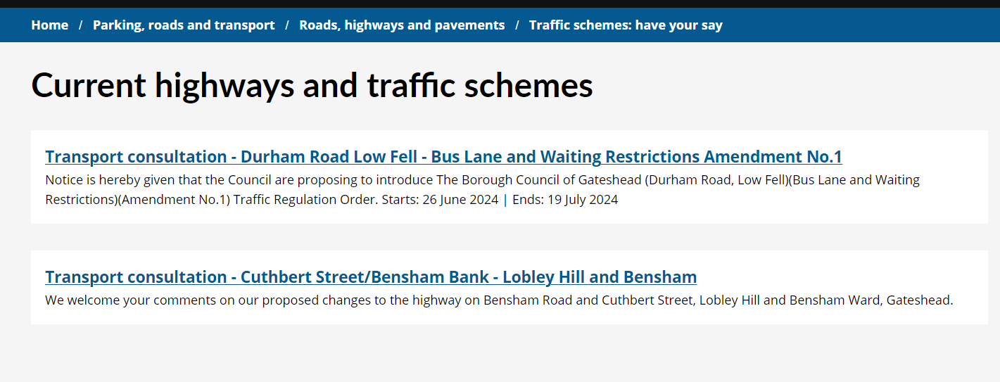 Home / Parking, roads and transport / Roads, highways and pavements / Traffic schemes: have your say
Current highways and traffic schemes
Transport consultation - Durham Road Low Fell - Bus Lane and Waiting Restrictions Amendment No.1
Notice is hereby given that the Council are proposing to introduce The Borough Council of Gateshead (Durham Road, Low Fell)(Bus Lane and Waiting
Restrictions)(Amendment No.1) Traffic Regulation Order. Starts: 26 June 2024 | Ends: 19 July 2024
Transport consultation - Cuthbert Street/Bensham Bank - Lobley Hill and Bensham
We welcome your comments on our proposed changes to the highway on Bensham Road and Cuthbert Street, Lobley Hill and Bensham Ward, Gateshead.